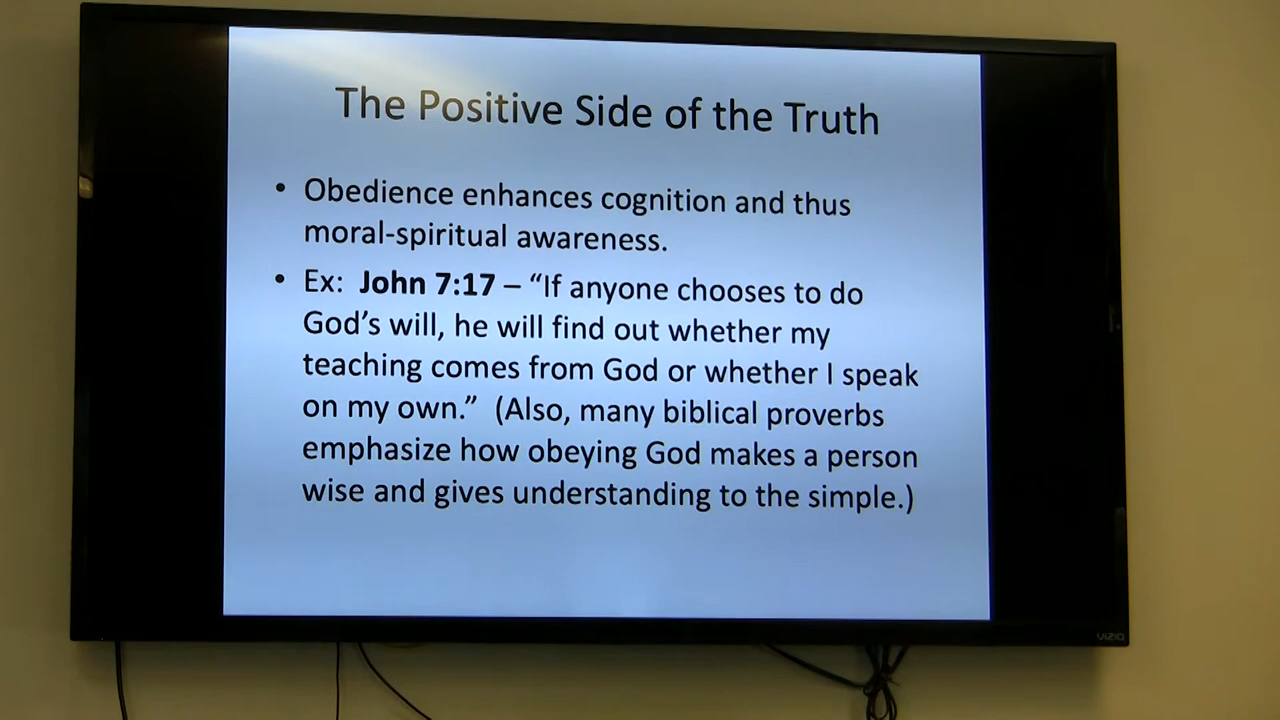 The Positive Side of the Truth
• Obedience enhances cognition and thus
moral-spiritual awareness.
• Ex: John 7:17 – “If anyone chooses to do
God’s will, he will find out whether my
teaching comes from God or whether I speak
on my own.” (Also, many biblical proverbs
emphasize how obeying God makes a person
wise and gives understanding to the simple.)
VIZIO